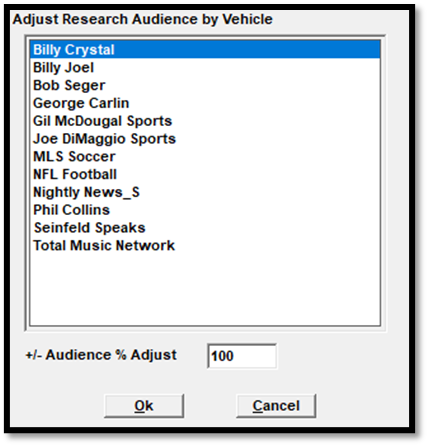 Adjust Research Audience by Vehicle
Billy Crystal
Billy Joel
Bob Seger
George Carlin
Gil McDougal Sports
Joe DiMaggio Sports
MLS Soccer
NFL Football
Nightly News_S
Phil Collins
Seinfeld Speaks
Total Music Network
+/- Audience % Adjust 100
Ok Cancel